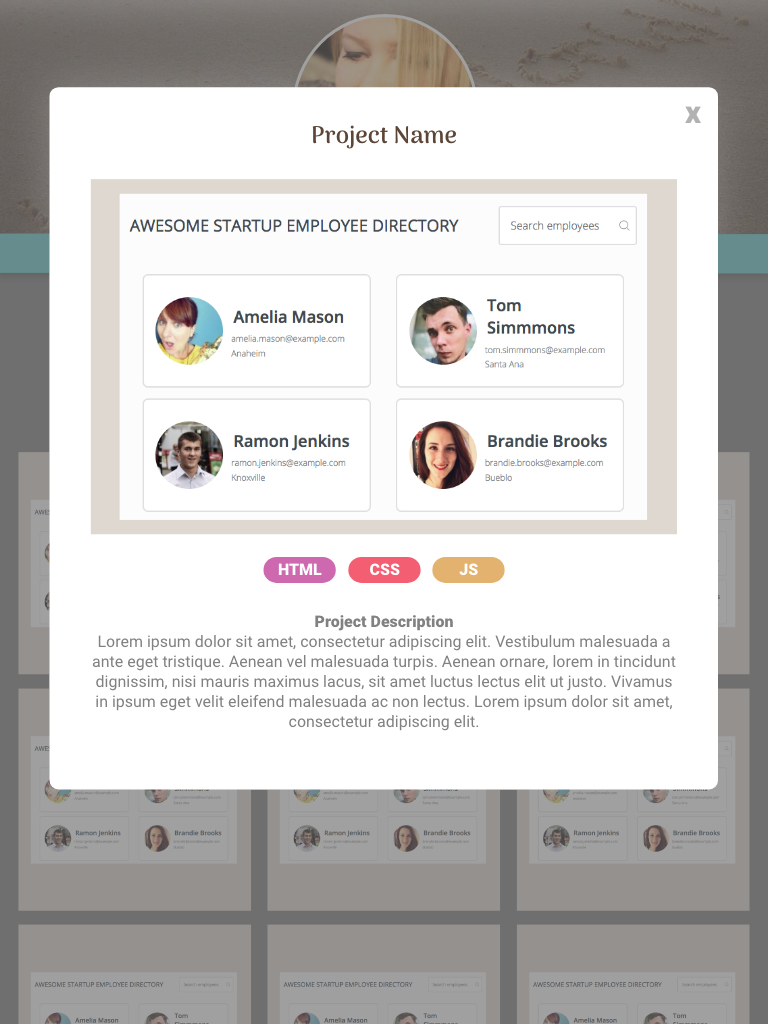 X
Project Name
AWESOME STARTUP EMPLOYEE DIRECTORY
Search employees
Amelia Mason
amelia.mason@example.com
Anaheim
Tom
Simmmons
tom.simmmons@example.com
Santa Ana
Ramon Jenkins
ramon.jenkins@example.com
Knoxville
Brandie Brooks
brandie.brooks@example.com
Bueblo
HTML
CSS
JS
Project Description
Lorem ipsum dolor sit amet, consectetur adipiscing elit. Vestibulum malesuada a
ante eget tristique. Aenean vel malesuada turpis. Aenean ornare, lorem in tincidunt
dignissim, nisi mauris maximus lacus, sit amet luctus lectus elit ut justo. Vivamus
in ipsum eget velit eleifend malesuada ac non lectus. Lorem ipsum dolor sit amet,
consectetur adipiscing elit.
Ramon Jenkins
Brandie Brooks
Ramon Jenkins
Brandie Brooks
Ramon Jenkins
Brandie Brooks
AWESOME STARTUP EMPLOYEE DIRECTORY
Search employees
AWESOME STARTUP EMPLOYEE DIRECTORY
Search employees
AWESOME STARTUP EMPLOYEE DIRECTORY
Search employees
Amelia Mason
Tom
Amelia Mason
Tom
Amelia Mason
Tom